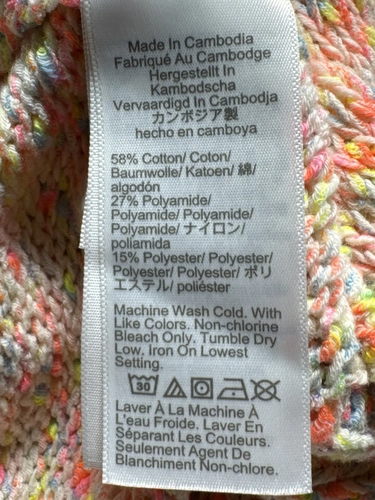 Made In Cambodia
Fabriqué Au Cambodge
Hergestellt In
Kambodscha
Vervaardigd In Cambodja
カンボジア製
hecho en camboya
58% Cotton/ Coton/
Baumwolle/ Katoen/ 綿/
algodón
27% Polyamide/
Polyamide/ Polyamide/
Polyamide/ ナイロン/
poliamida
15% Polyester/ Polyester/
Polyester/ Polyester/ ポリ
エステル/ poliéster
Machine Wash Cold. With
Like Colors. Non-chlorine
Bleach Only. Tumble Dry
Low. Iron On Lowest
Setting.
30
Laver À La Machine À
L'eau Froide. Laver En
Séparant Les Couleurs.
Seulement Agent De
Blanchiment Non-chlore.